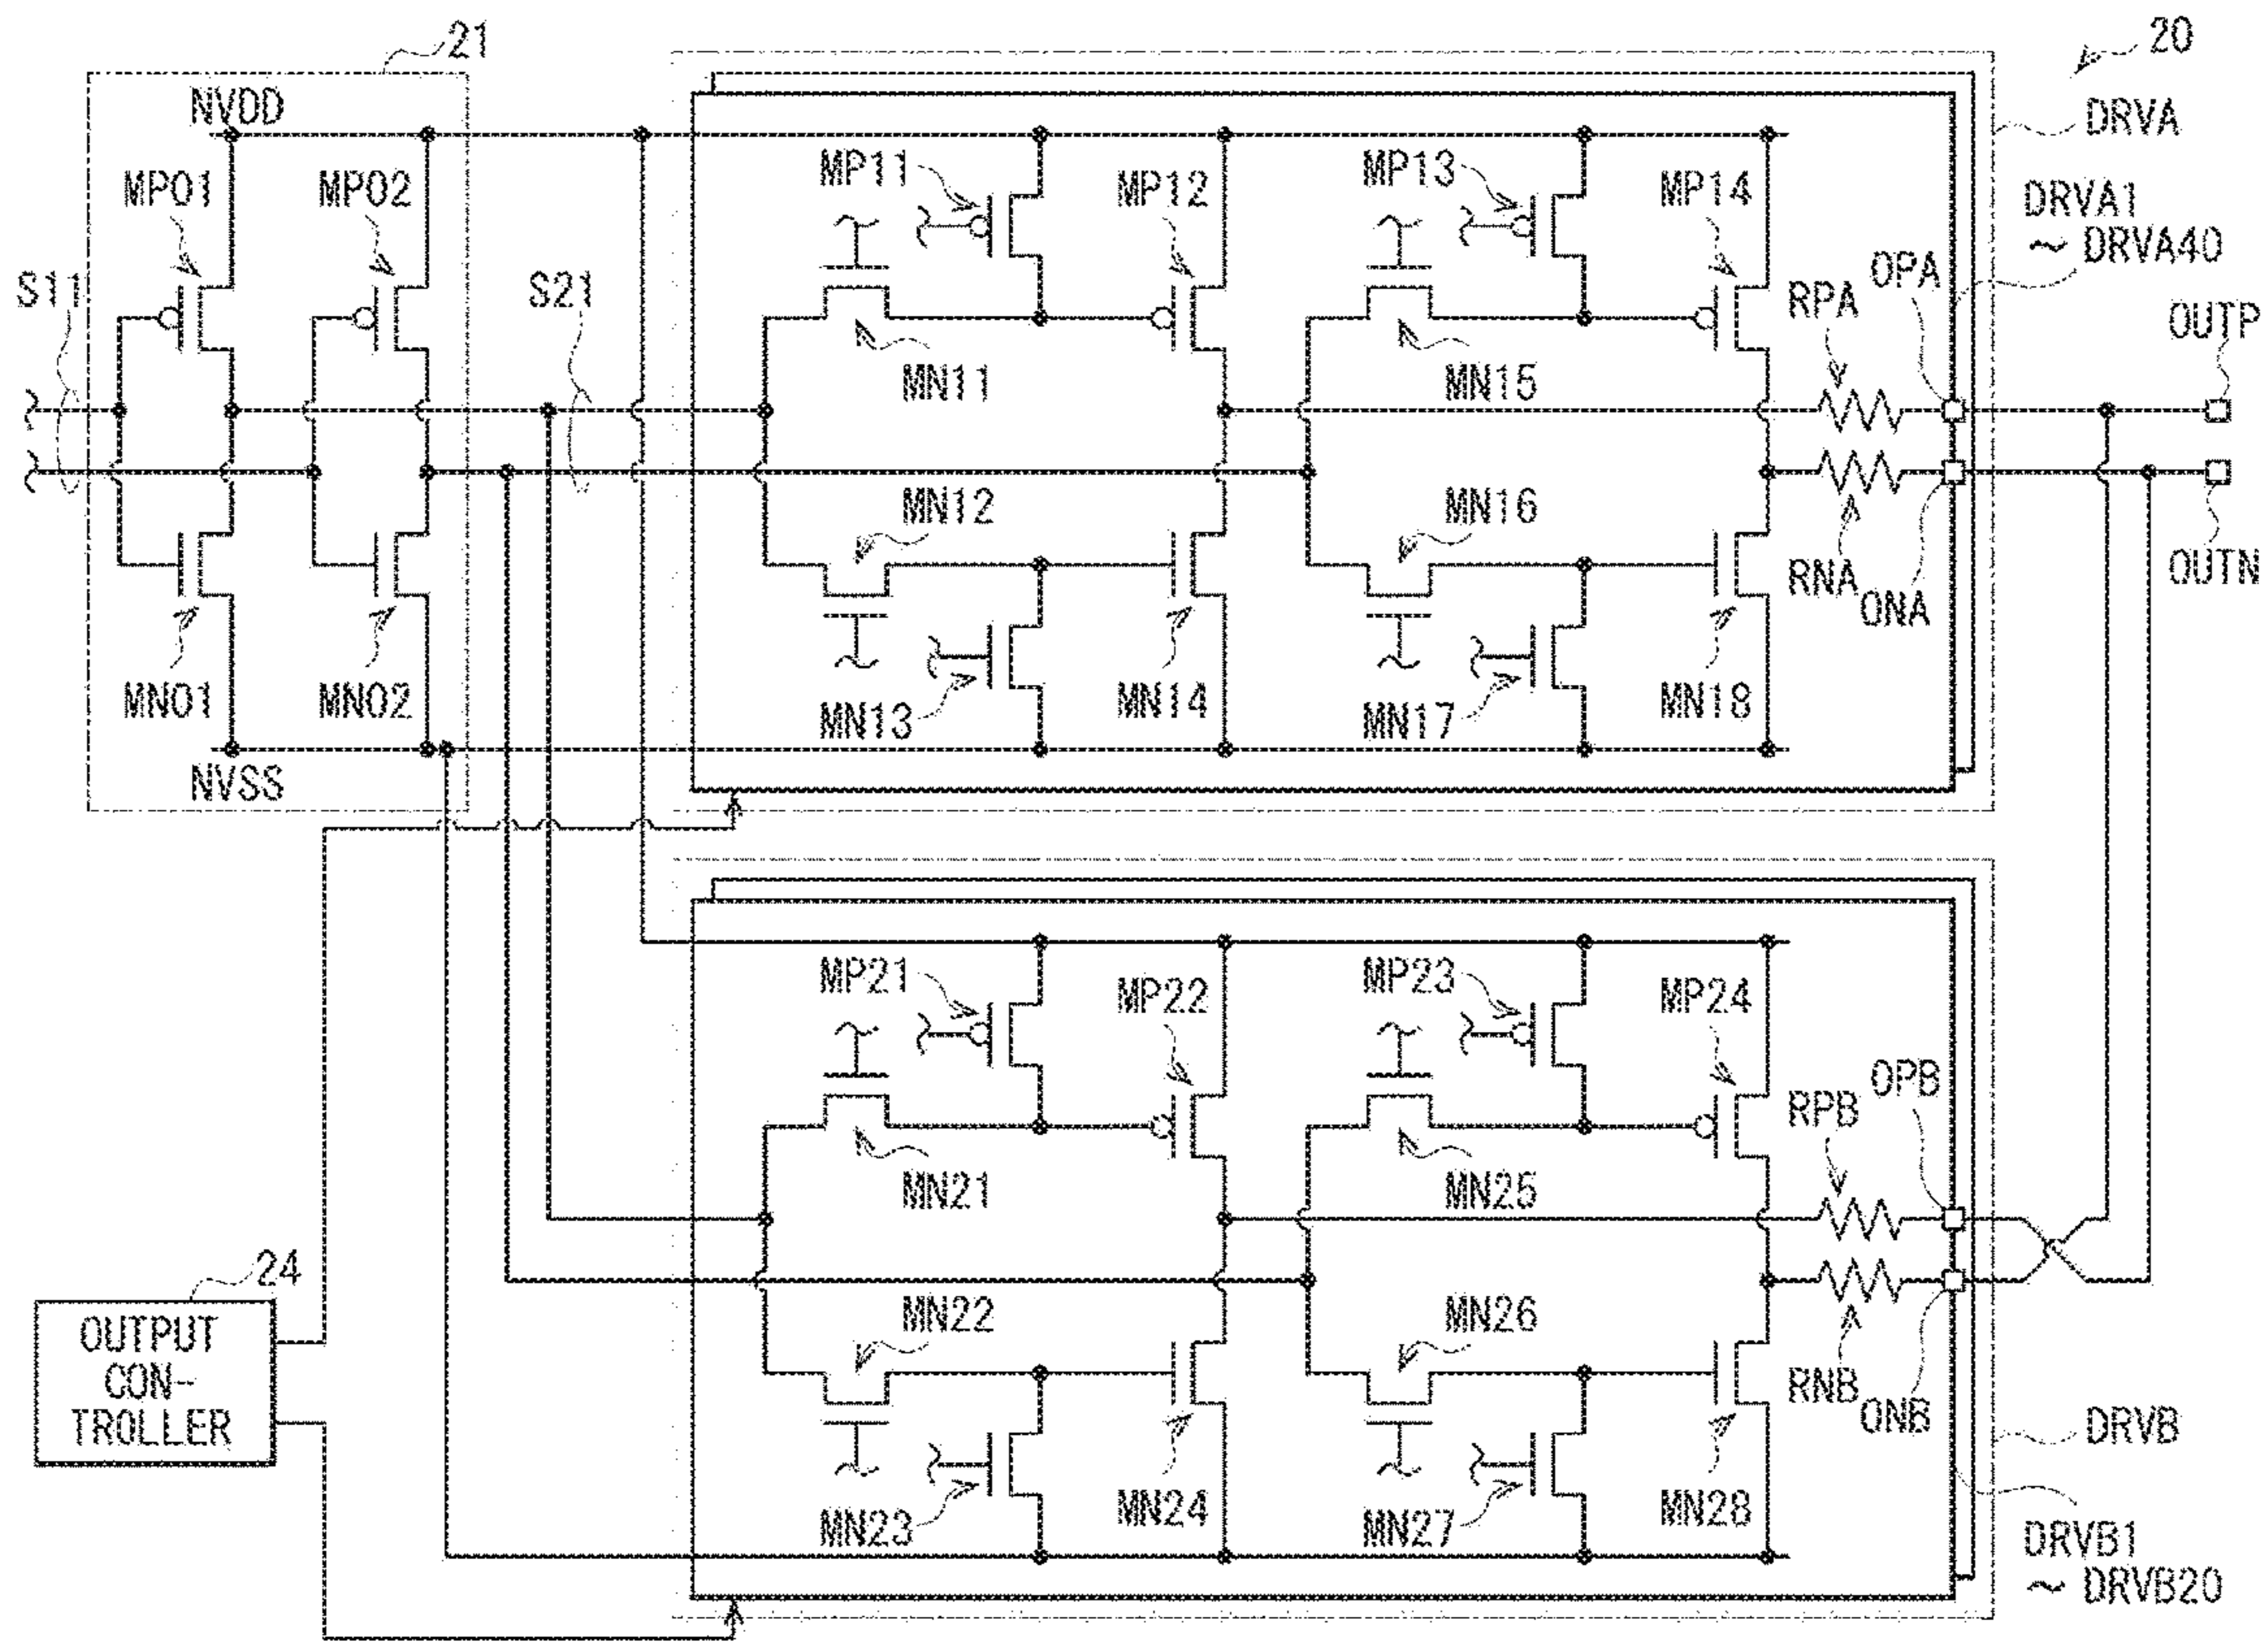 20
21
NVDD
DRVA
MP01
MP02
MP11
MP12
MP13
MP14
DRVA1
~ DRVA40
S11
S21
RPA
OPA
OUTP
MN11
MN15
MN12
MN16
RNA
ONA
OUTN
MN01
MN02
MN13
MN14
MN17
MN18
NVSS
MP21
MP22
MP23
MP24
OPB
RPB
MN21
MN25
24
OUTPUT
CON-
TROLLER
MN22
MN26
RNB
ONB
DRVB
MN23
MN24
MN27
MN28
DRVB1
~ DRVB20